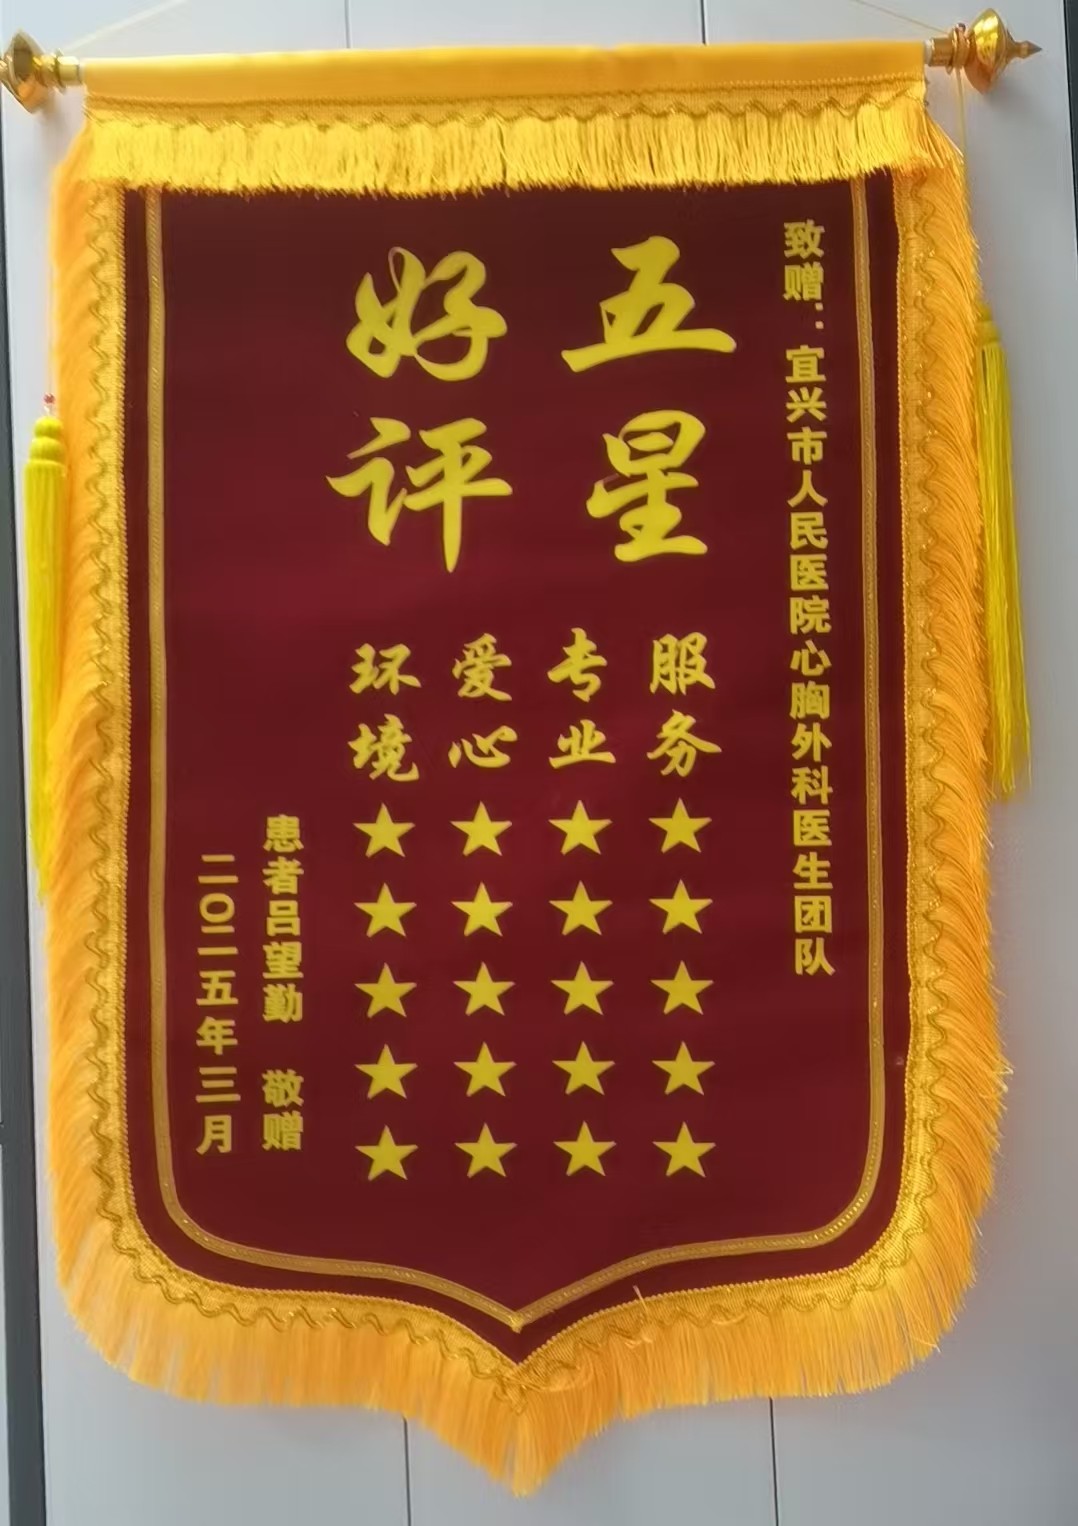 致赠：宜兴市人民医院心胸外科医生团队
五星
好评
服务★★★★★
专业★★★★★
爱心★★★★★
环境★★★★★
患者吕望勤 敬赠
二〇二五年三月